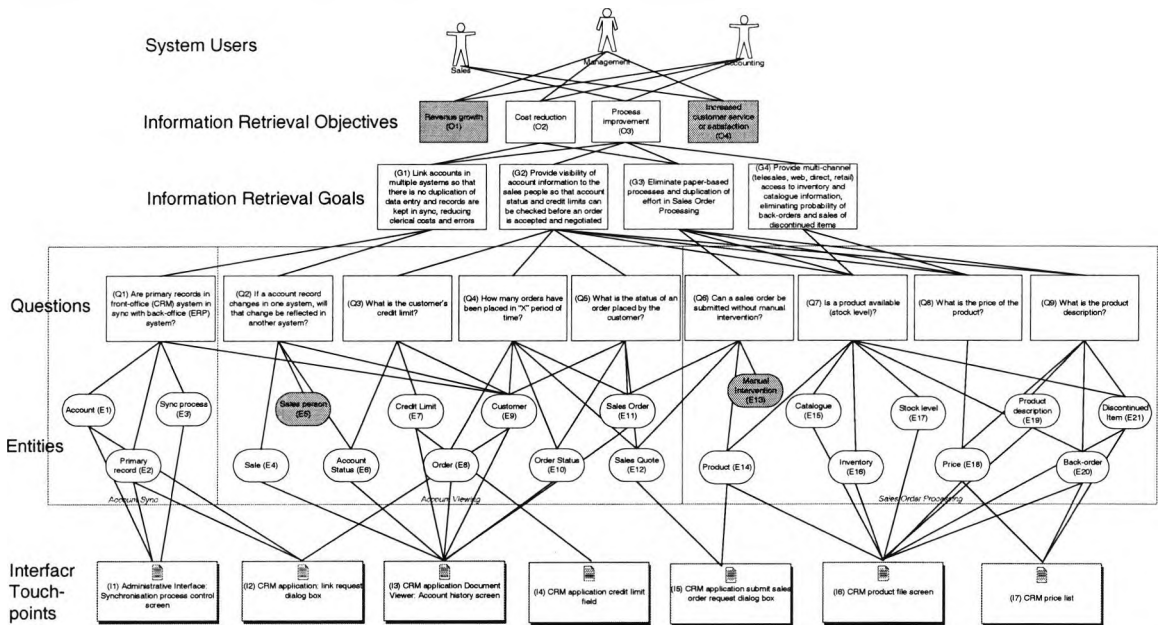 System Users
Sales
Management
Accounting
Information Retrieval Objectives
Revenue growth
(O1)
Cost reduction
(O2)
Process
improvement
(O3)
Increased
customer service
or satisfaction
(O4)
Information Retrieval Goals
(G1) Link accounts in
multiple systems so that
there is no duplication of
data entry and records are
kept in sync, reducing
clerical costs and errors
(G2) Provide visibility of
account information to the
sales people so that account
status and credit limits can
be checked before an order
is accepted and negotiated
(G3) Eliminate paper-based
processes and duplication of
effort in Sales Order
Processing
(G4) Provide multi-channel
(telesales, web, direct, retail)
access to inventory and
catalogue information,
eliminating probability of
back-orders and sales of
discontinued items
Questions
(Q1) Are primary records in
front-office (CRM) system in
sync with back-office (ERP)
system?
(Q2) If a account record
changes in one system, will
that change be reflected in
another system?
(Q3) What is the customer's
credit limit?
(Q4) How many orders have
been placed in "X" period of
time?
(Q5) What is the status of an
order placed by the
customer?
(Q6) Can a sales order be
submitted without manual
intervention?
(Q7) Is a product available
(stock level)?
(Q8) What is the price of the
product?
(Q9) What is the product
description?
Entities
Account (E1)
Sync process
(E3)
Sales person
(E5)
Credit Limit
(E7)
Customer
(E9)
Sales Order
(E11)
Manual
Intervention
(E13)
Catalogue
(E15)
Stock level
(E17)
Product
description
(E19)
Discontinued
Item (E21)
Primary
record (E2)
Sale (E4)
Account
Status (E6)
Order (E8)
Order Status
(E10)
Sales Quote
(E12)
Product (E14)
Inventory
(E16)
Price (E18)
Back-order
(E20)
Account Sync
Account Viewing
Sales Order Processing
Interfacr
Touch-
points
(I1) Administrative Interface:
Synchronisation process control
screen
(I2) CRM application: link request
dialog box
(I3) CRM application Document
Viewer: Account history screen
(I4) CRM application credit limit
field
(I5) CRM application submit sales
order request dialog box
(I6) CRM product file screen
(I7) CRM price list